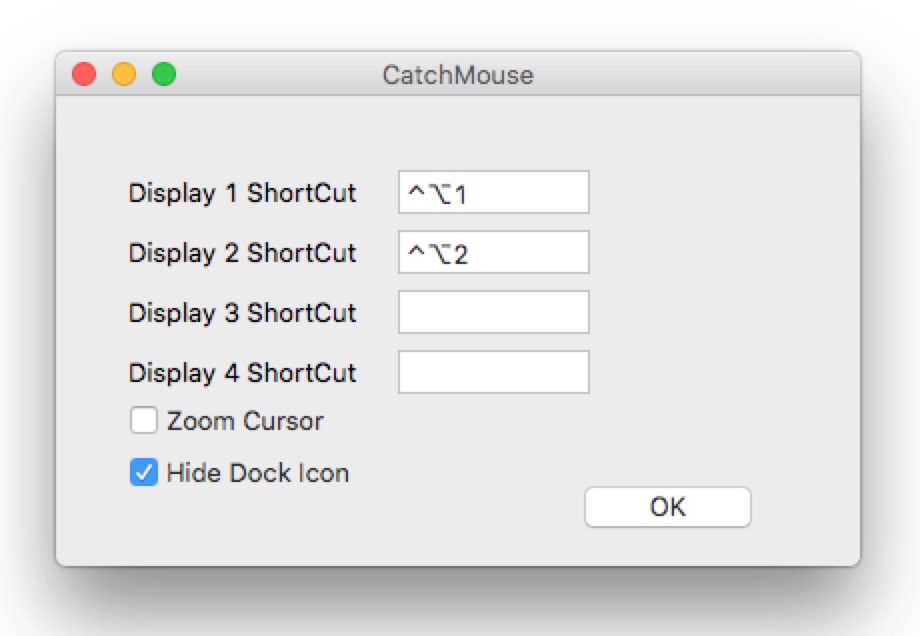 CatchMouse
Display 1 ShortCut ^⌥1
Display 2 ShortCut ^⌥2
Display 3 ShortCut
Display 4 ShortCut
Zoom Cursor
Hide Dock Icon
OK